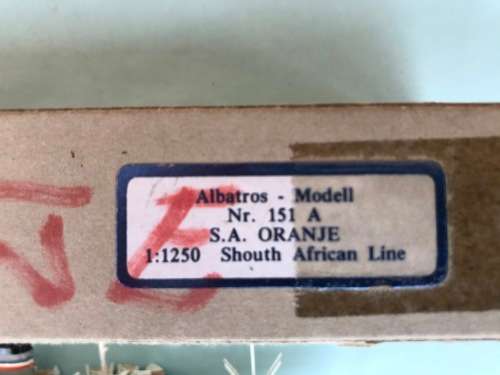 Albatros - Modell
Nr. 151 A
S.A. ORANJE
1:1250 Shouth African Line